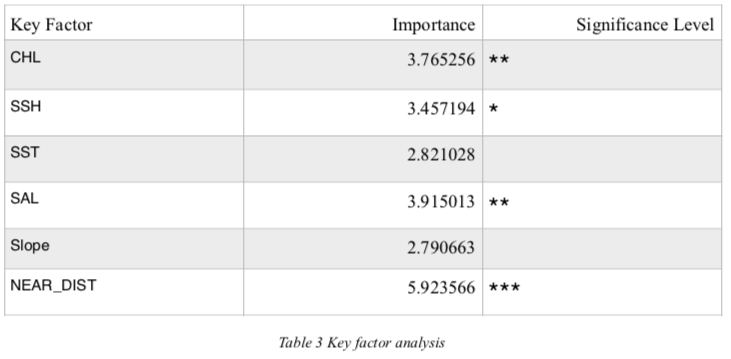 Key Factor Importance Significance Level
CHL 3.765256 **
SSH 3.457194 *
SST 2.821028
SAL 3.915013 **
Slope 2.790663
NEAR_DIST 5.923566 ***
Table 3 Key factor analysis